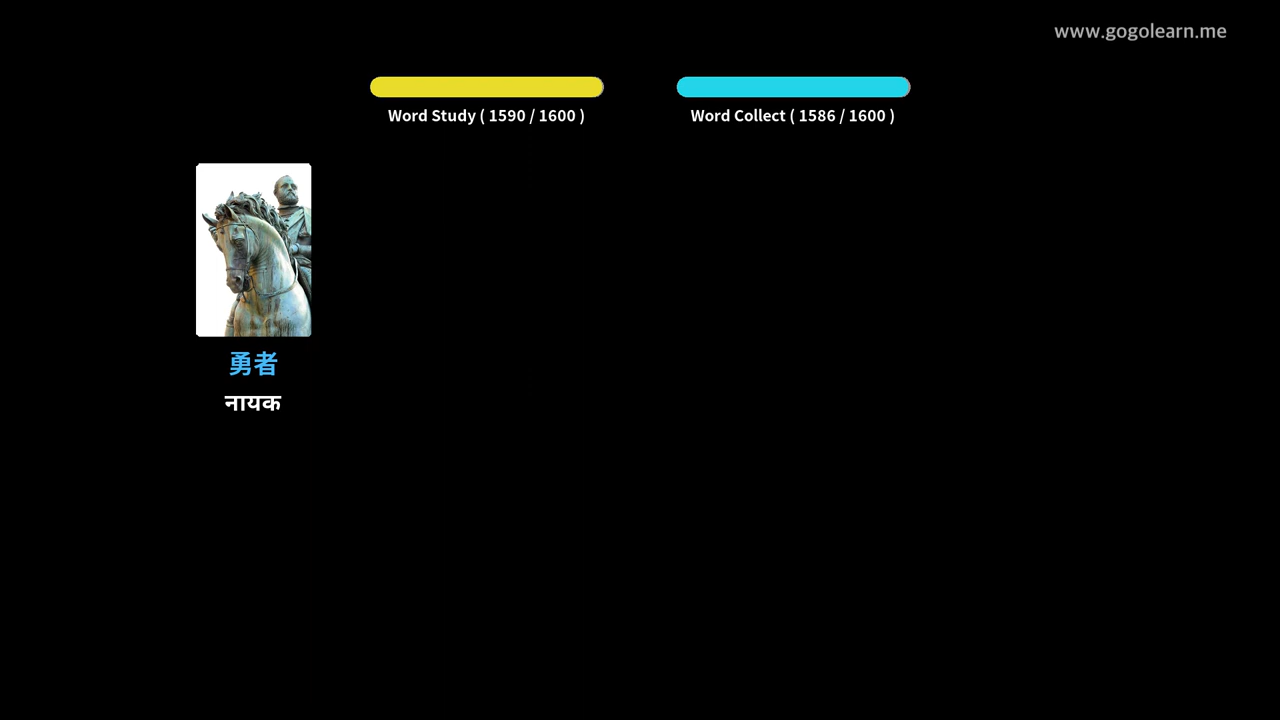 www.gogolearn.me
Word Study ( 1590 / 1600 )
Word Collect ( 1586 / 1600 )
勇者
नायक